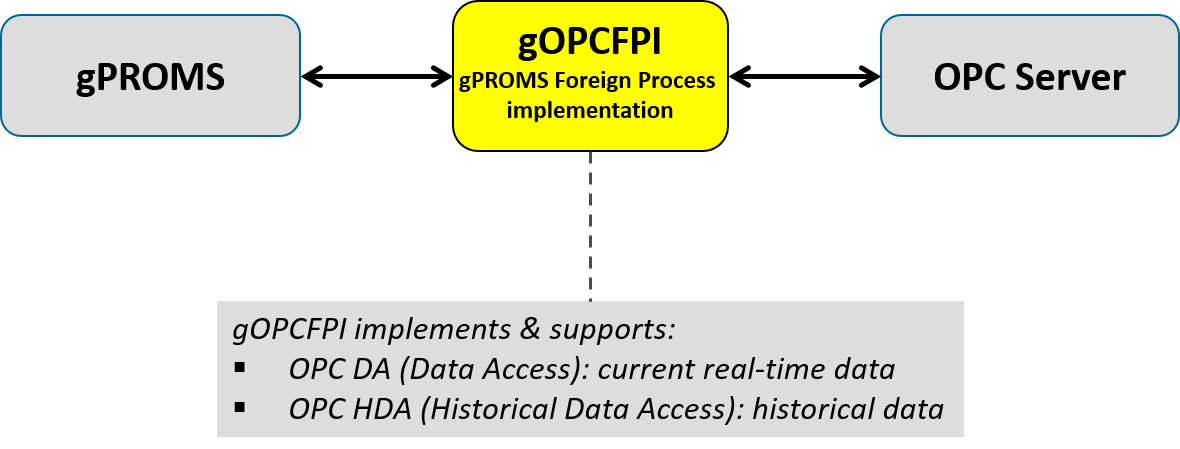 gPROMS
gOPCFPI
gPROMS Foreign Process
implementation
OPC Server
gOPCFPI implements & supports:
▪ OPC DA (Data Access): current real-time data
▪ OPC HDA (Historical Data Access): historical data